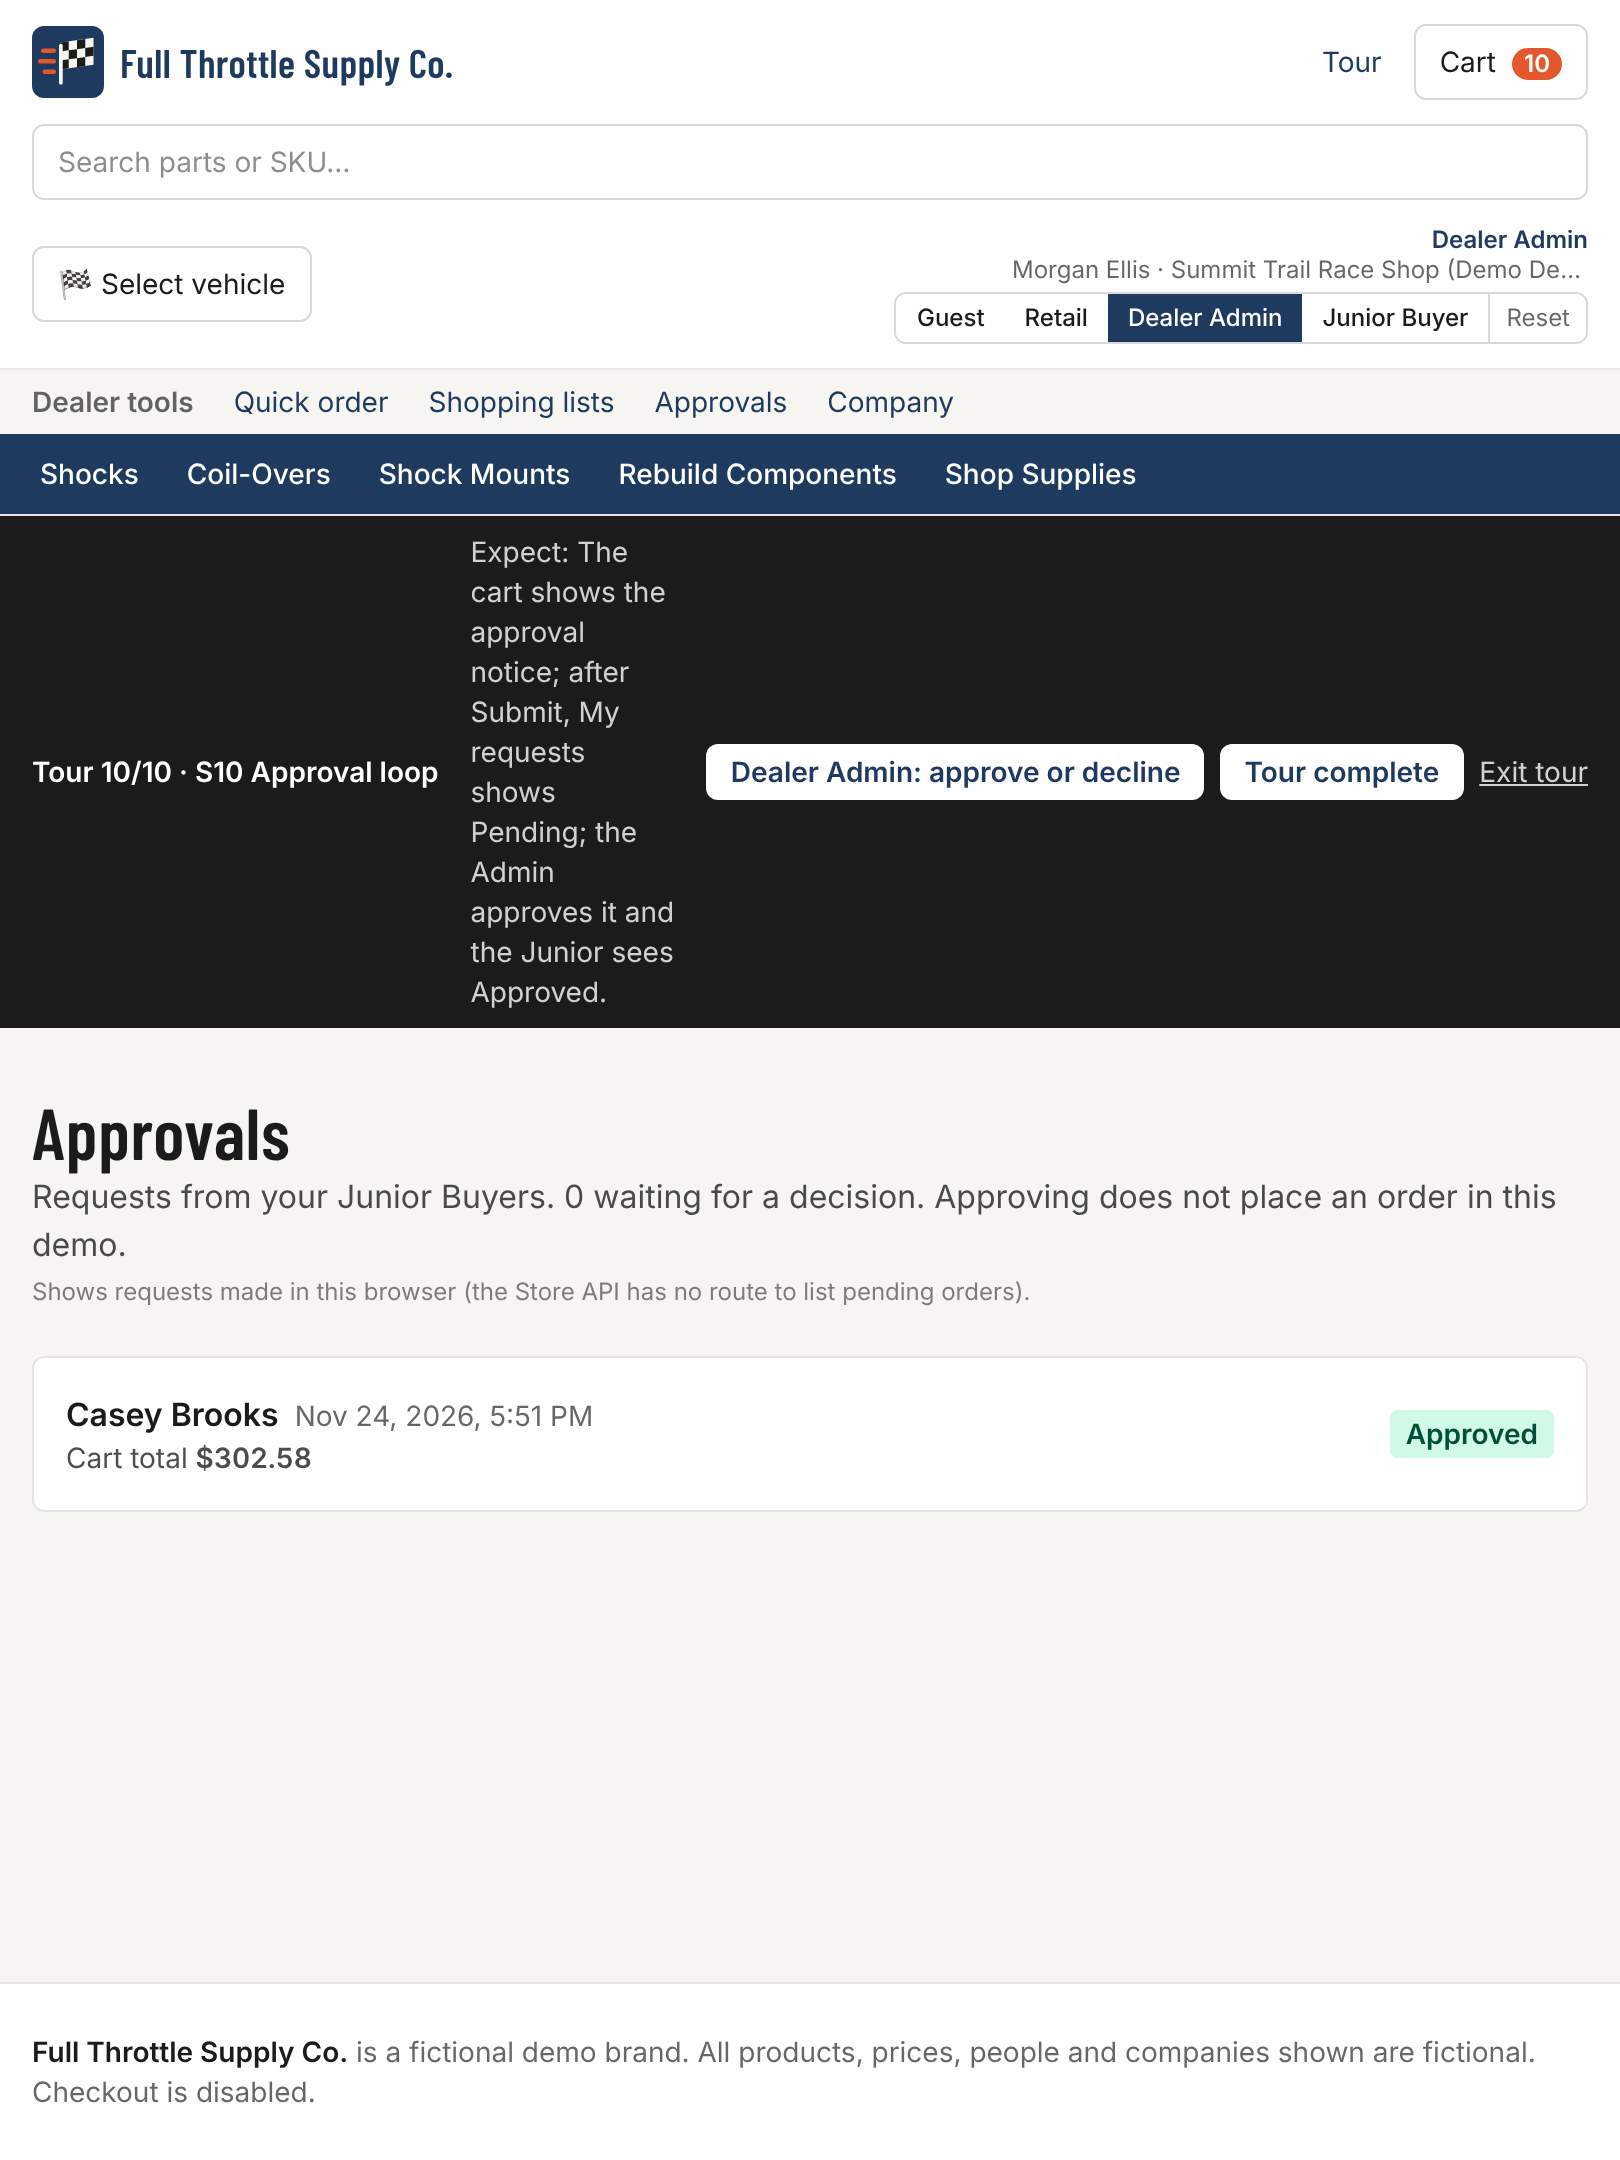 Full Throttle Supply Co.
Tour
Cart 10
Search parts or SKU...
Select vehicle
Dealer Admin
Morgan Ellis · Summit Trail Race Shop (Demo De...
Guest Retail Dealer Admin Junior Buyer Reset
Dealer tools Quick order Shopping lists Approvals Company
Shocks Coil-Overs Shock Mounts Rebuild Components Shop Supplies
Tour 10/10 · S10 Approval loop
Expect: The
cart shows the
approval
notice; after
Submit, My
requests
shows
Pending; the
Admin
approves it and
the Junior sees
Approved.
Dealer Admin: approve or decline
Tour complete
Exit tour
Approvals
Requests from your Junior Buyers. 0 waiting for a decision. Approving does not place an order in this
demo.
Shows requests made in this browser (the Store API has no route to list pending orders).
Casey Brooks Nov 24, 2026, 5:51 PM
Cart total $302.58
Approved
Full Throttle Supply Co. is a fictional demo brand. All products, prices, people and companies shown are fictional.
Checkout is disabled.